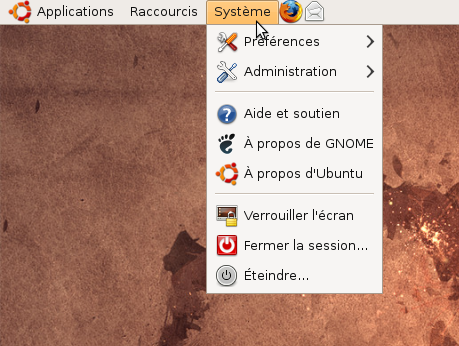 Applications Raccourcis Système
Préférences
Administration
Aide et soutien
À propos de GNOME
À propos d'Ubuntu
Verrouiller l'écran
Fermer la session...
Éteindre...